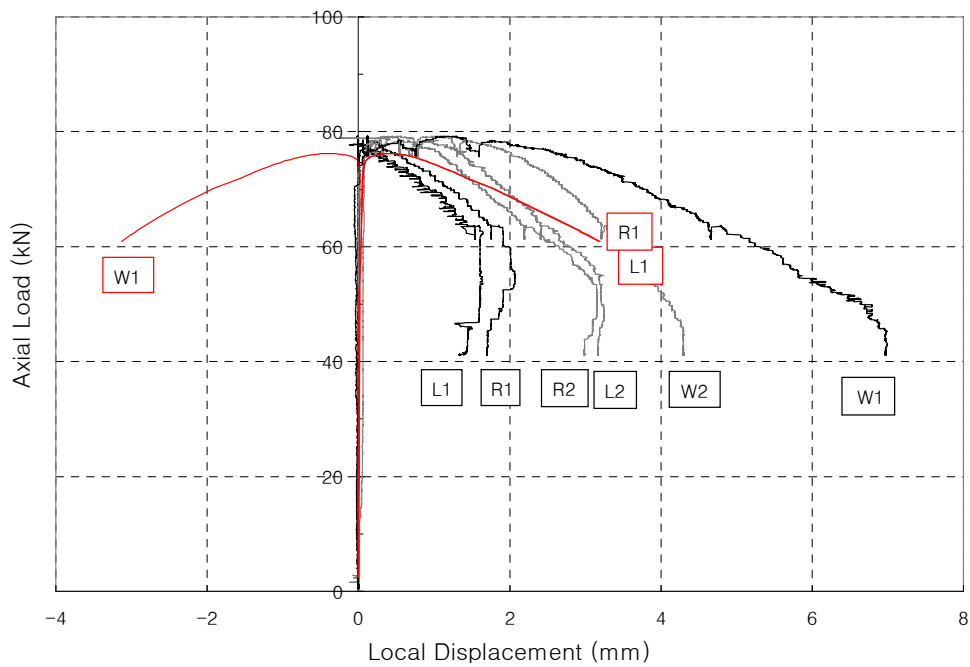 100
80
60
40
20
0
Axial Load (kN)
W1
R1
L1
L1
R1
R2
L2
W2
W1
−4
−2
0
2
4
6
8
Local Displacement (mm)